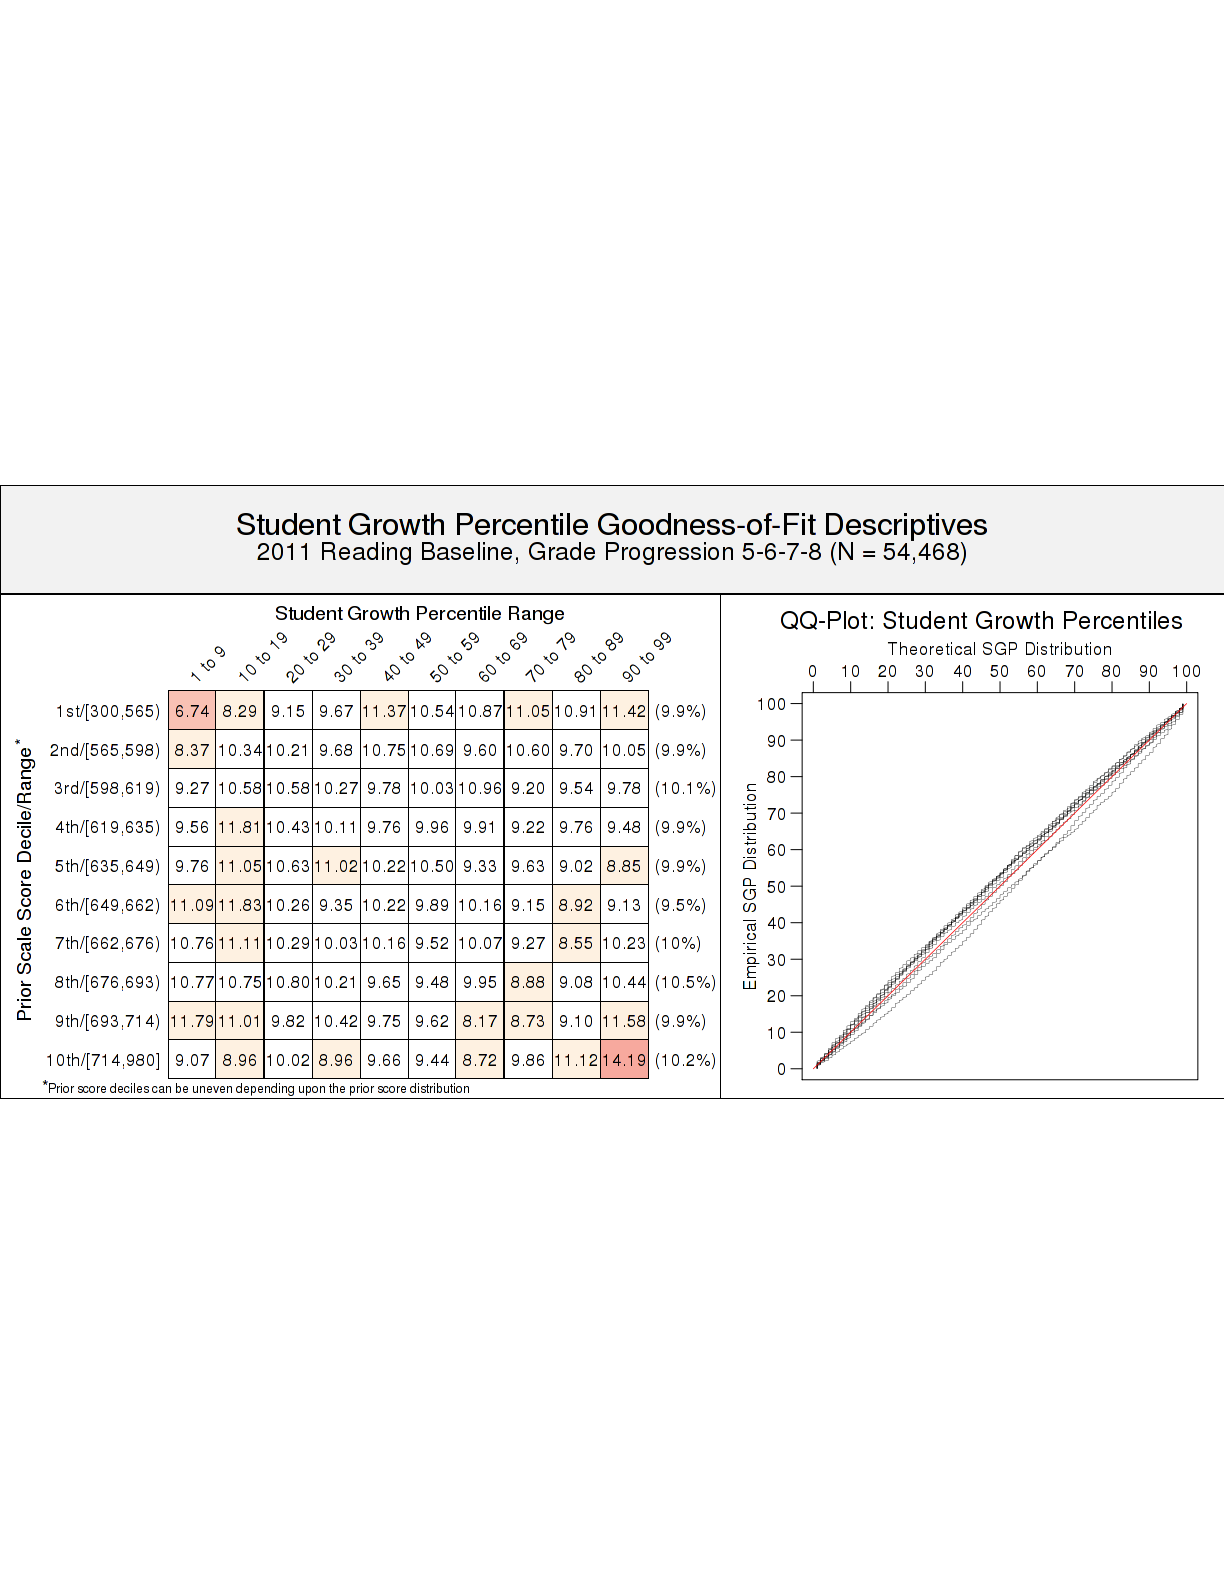 Student Growth Percentile Goodness-of-Fit Descriptives
2011 Reading Baseline, Grade Progression 5-6-7-8 (N = 54,468)
Student Growth Percentile Range
1 to 9 10 to 19 20 to 29 30 to 39 40 to 49 50 to 59 60 to 69 70 to 79 80 to 89 90 to 99
Prior Scale Score Decile/Range*
1st/[300,565) 6.74 8.29 9.15 9.67 11.37 10.54 10.87 11.05 10.91 11.42 (9.9%)
2nd/[565,598) 8.37 10.34 10.21 9.68 10.75 10.69 9.60 10.60 9.70 10.05 (9.9%)
3rd/[598,619) 9.27 10.58 10.58 10.27 9.78 10.03 10.96 9.20 9.54 9.78 (10.1%)
4th/[619,635) 9.56 11.81 10.43 10.11 9.76 9.96 9.91 9.22 9.76 9.48 (9.9%)
5th/[635,649) 9.76 11.05 10.63 11.02 10.22 10.50 9.33 9.63 9.02 8.85 (9.9%)
6th/[649,662) 11.09 11.83 10.26 9.35 10.22 9.89 10.16 9.15 8.92 9.13 (9.5%)
7th/[662,676) 10.76 11.11 10.29 10.03 10.16 9.52 10.07 9.27 8.55 10.23 (10%)
8th/[676,693) 10.77 10.75 10.80 10.21 9.65 9.48 9.95 8.88 9.08 10.44 (10.5%)
9th/[693,714) 11.79 11.01 9.82 10.42 9.75 9.62 8.17 8.73 9.10 11.58 (9.9%)
10th/[714,980] 9.07 8.96 10.02 8.96 9.66 9.44 8.72 9.86 11.12 14.19 (10.2%)
*Prior score deciles can be uneven depending upon the prior score distribution
QQ-Plot: Student Growth Percentiles
Theoretical SGP Distribution
0 10 20 30 40 50 60 70 80 90 100
Empirical SGP Distribution
100
90
80
70
60
50
40
30
20
10
0